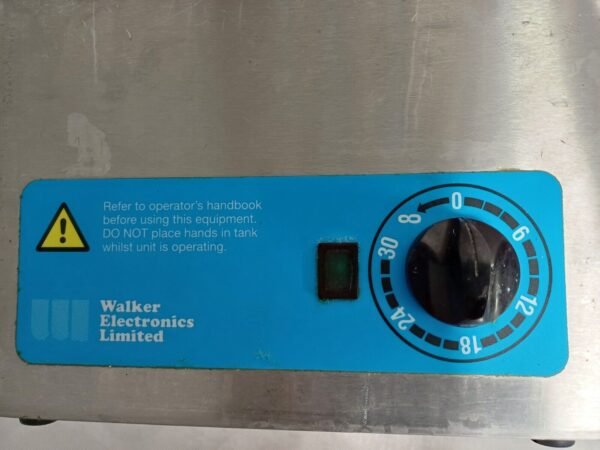 Refer to operator's handbook
before using this equipment.
DO NOT place hands in tank
whilst unit is operating.
Walker
Electronics
Limited
0
6
12
18
24
30
8